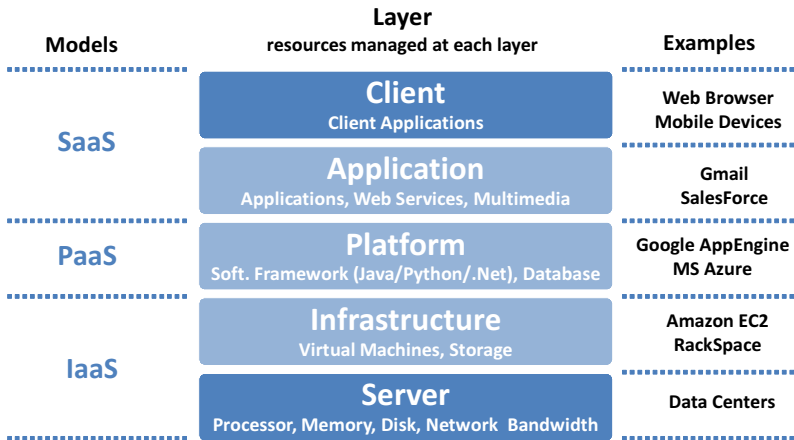 Layer
Models
resources managed at each layer
Examples
Client
Client Applications
Web Browser
Mobile Devices
SaaS
Application
Applications, Web Services, Multimedia
Gmail
SalesForce
PaaS
Platform
Soft. Framework (Java/Python/.Net), Database
Google AppEngine
MS Azure
Infrastructure
Virtual Machines, Storage
Amazon EC2
RackSpace
IaaS
Server
Processor, Memory, Disk, Network Bandwidth
Data Centers